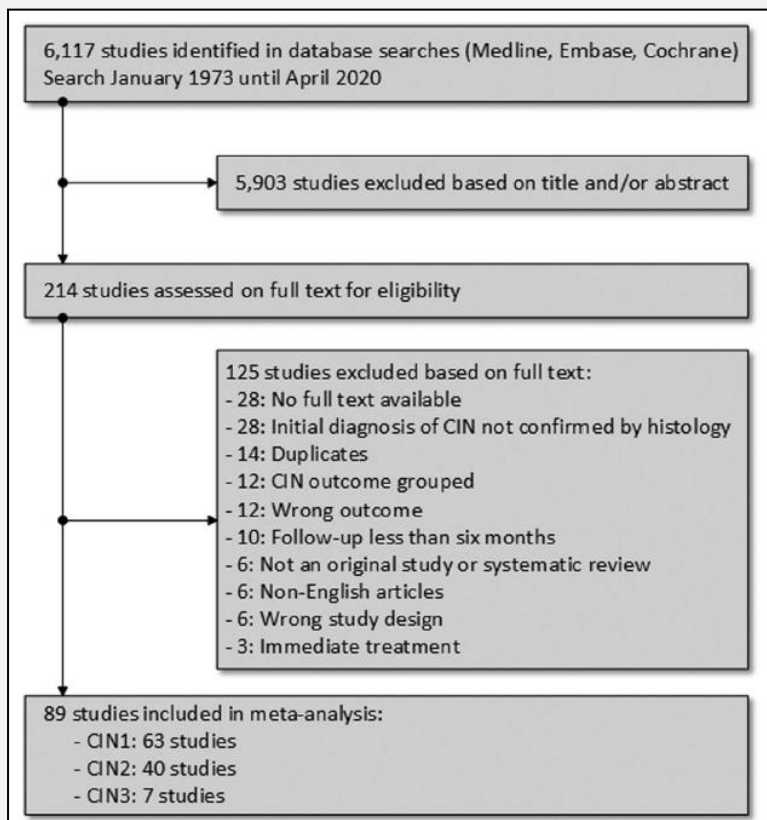 6,117 studies identified in database searches (Medline, Embase, Cochrane)
Search January 1973 until April 2020
5,903 studies excluded based on title and/or abstract
214 studies assessed on full text for eligibility
125 studies excluded based on full text:
- 28: No full text available
- 28: Initial diagnosis of CIN not confirmed by histology
- 14: Duplicates
- 12: CIN outcome grouped
- 12: Wrong outcome
- 10: Follow-up less than six months
- 6: Not an original study or systematic review
- 6: Non-English articles
- 6: Wrong study design
- 3: Immediate treatment
89 studies included in meta-analysis:
- CIN1: 63 studies
- CIN2: 40 studies
- CIN3: 7 studies